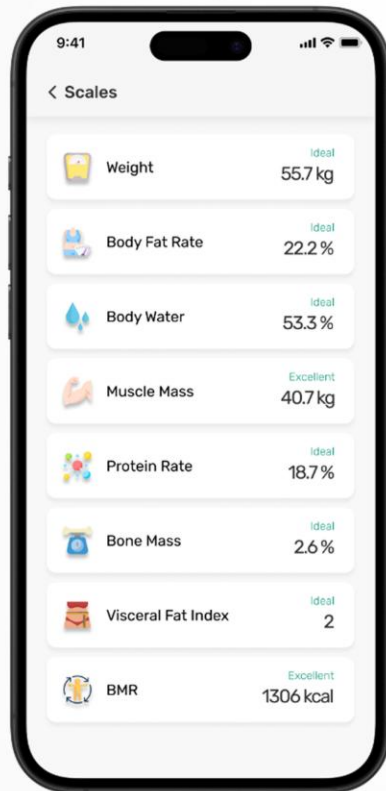 9:41
Scales
Weight
Ideal
55.7 kg
Body Fat Rate
Ideal
22.2 %
Body Water
Ideal
53.3 %
Muscle Mass
Excellent
40.7 kg
Protein Rate
Ideal
18.7 %
Bone Mass
Ideal
2.6 %
Visceral Fat Index
Ideal
2
BMR
Excellent
1306 kcal